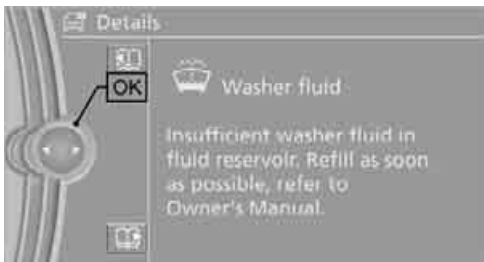 Details
OK
Washer fluid
Insufficient washer fluid in
fluid reservoir. Refill as soon
as possible, refer to
Owner's Manual.